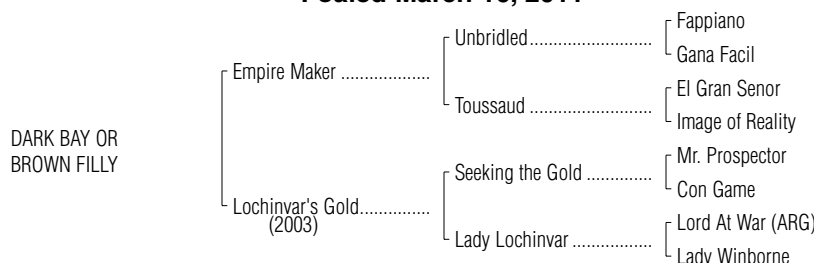 Foaled March
Fappiano
Unbridled..........................
Gana Facil
Empire Maker ...................
El Gran Senor
Toussaud ..........................
Image of Reality
DARK BAY OR
BROWN FILLY
Mr. Prospector
Seeking the Gold ..............
Con Game
Lochinvar's Gold...............
(2003)
Lord At War (ARG)
Lady Lochinvar .................
Lady Winborne